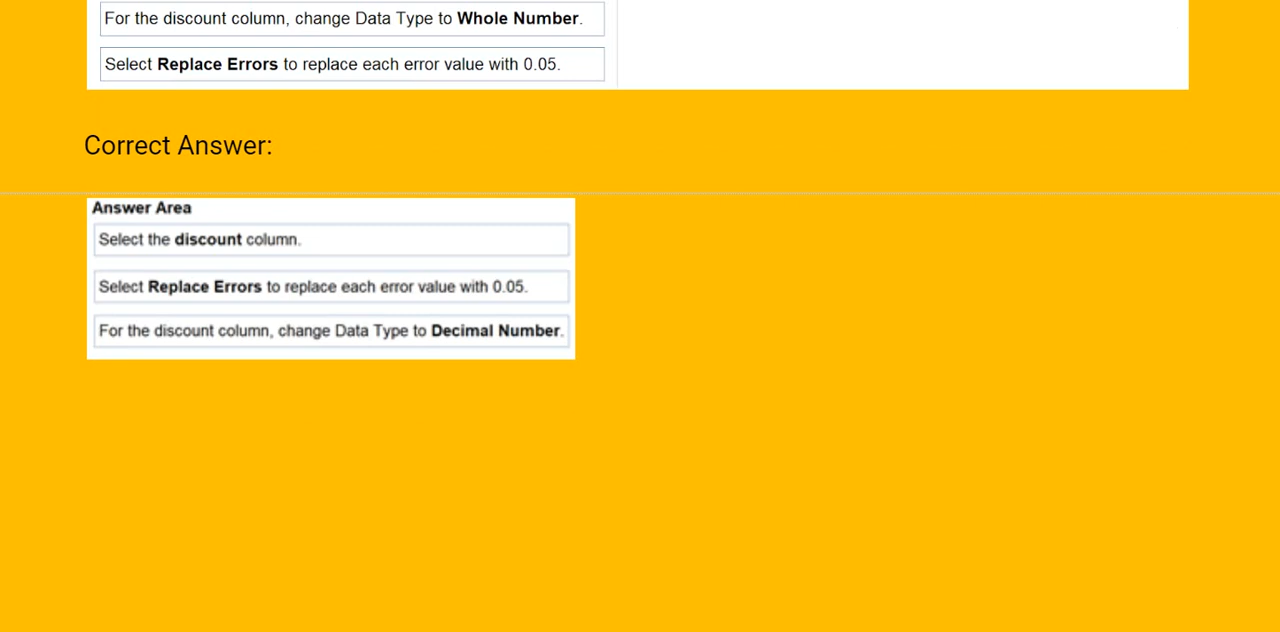 For the discount column, change Data Type to Whole Number.
Select Replace Errors to replace each error value with 0.05.
Correct Answer:
Answer Area
Select the discount column.
Select Replace Errors to replace each error value with 0.05.
For the discount column, change Data Type to Decimal Number.